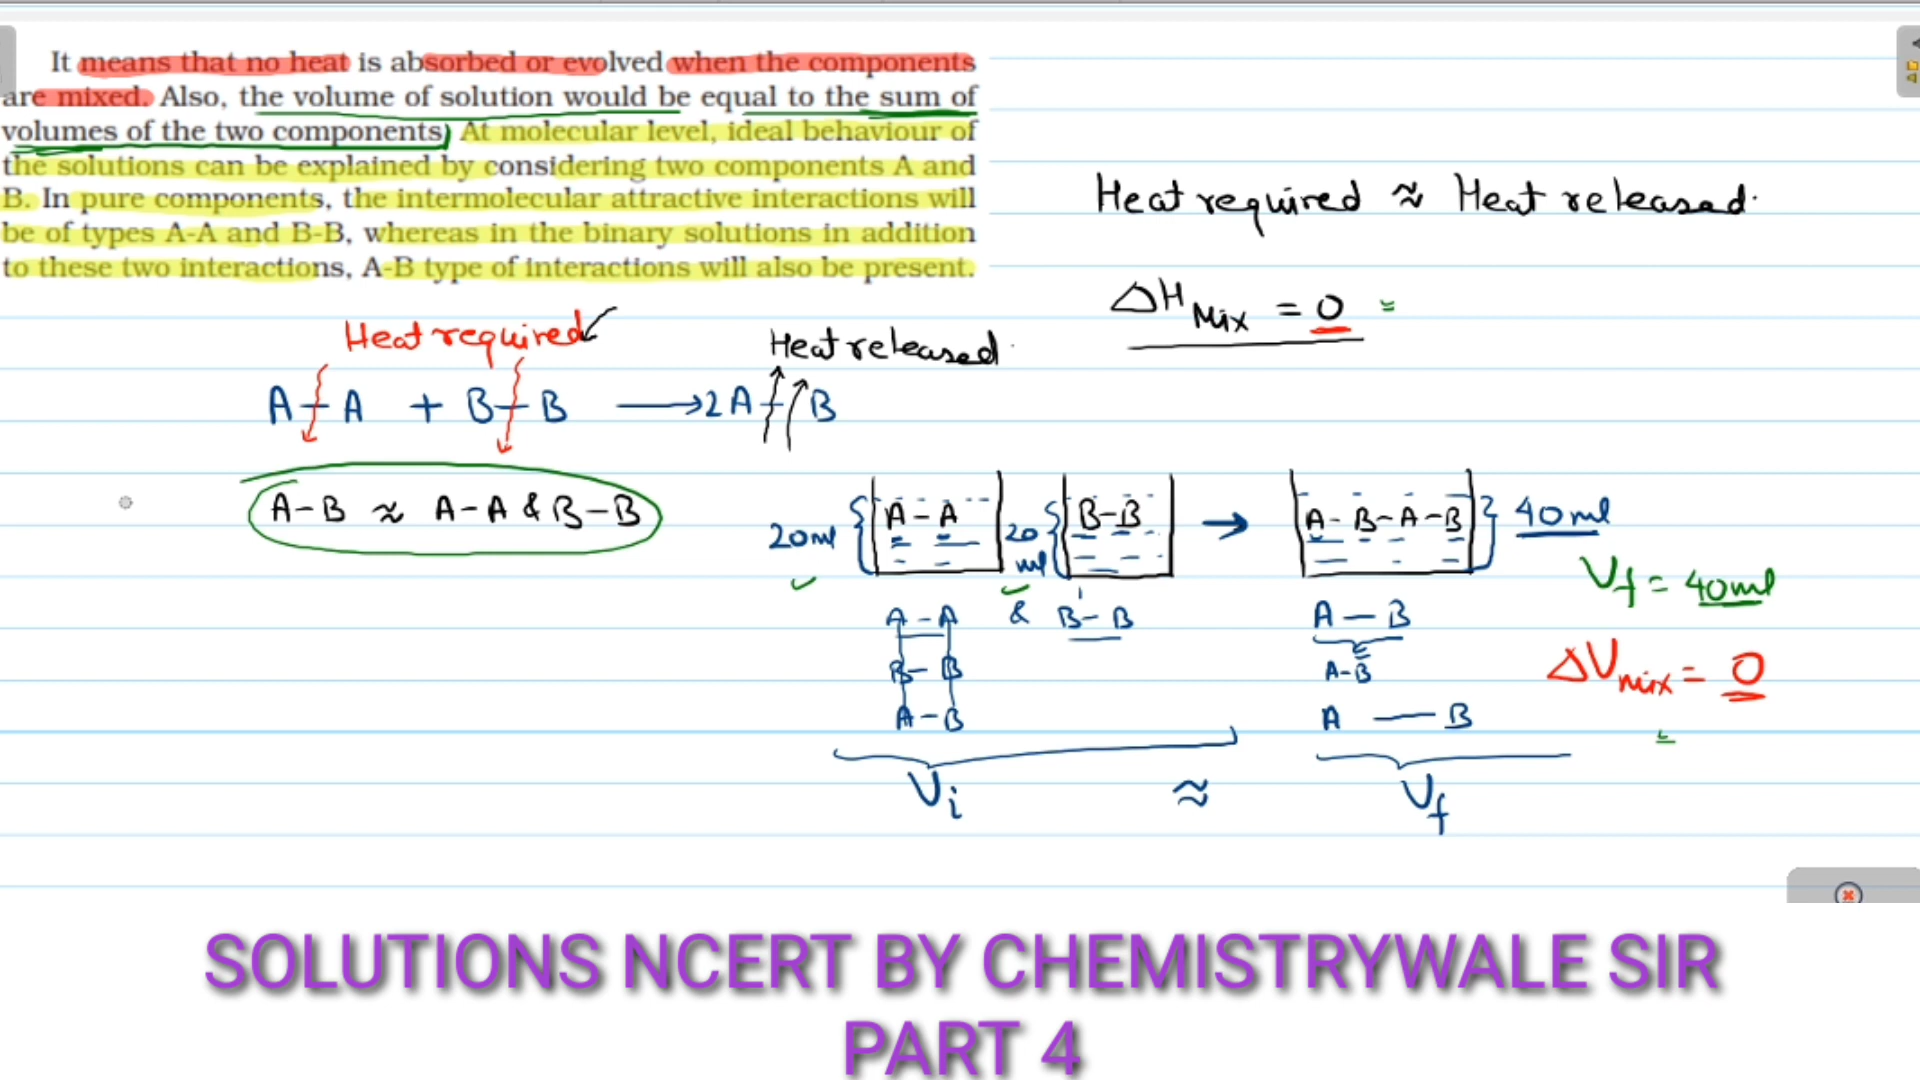 It means that no heat is absorbed or evolved when the components
are mixed. Also, the volume of solution would be equal to the sum of
volumes of the two components. At molecular level, ideal behaviour of
the solutions can be explained by considering two components A and
B. In pure components, the intermolecular attractive interactions will
be of types A-A and B-B, whereas in the binary solutions in addition
to these two interactions, A-B type of interactions will also be present.
Heat required ≈ Heat released.
ΔH Mix = 0
Heat required
Heat released
A - A + B - B → 2 A - B
A-B ≈ A-A & B-B
20ml A - A 20 ml B-B → A- B-A-B 40ml
Vf = 40ml
A-A & B-B A-B
B-B A-B
A-B A-B
ΔVmix = 0
Vi ≈ Vf
SOLUTIONS NCERT BY CHEMISTRYWALE SIR
PART 4